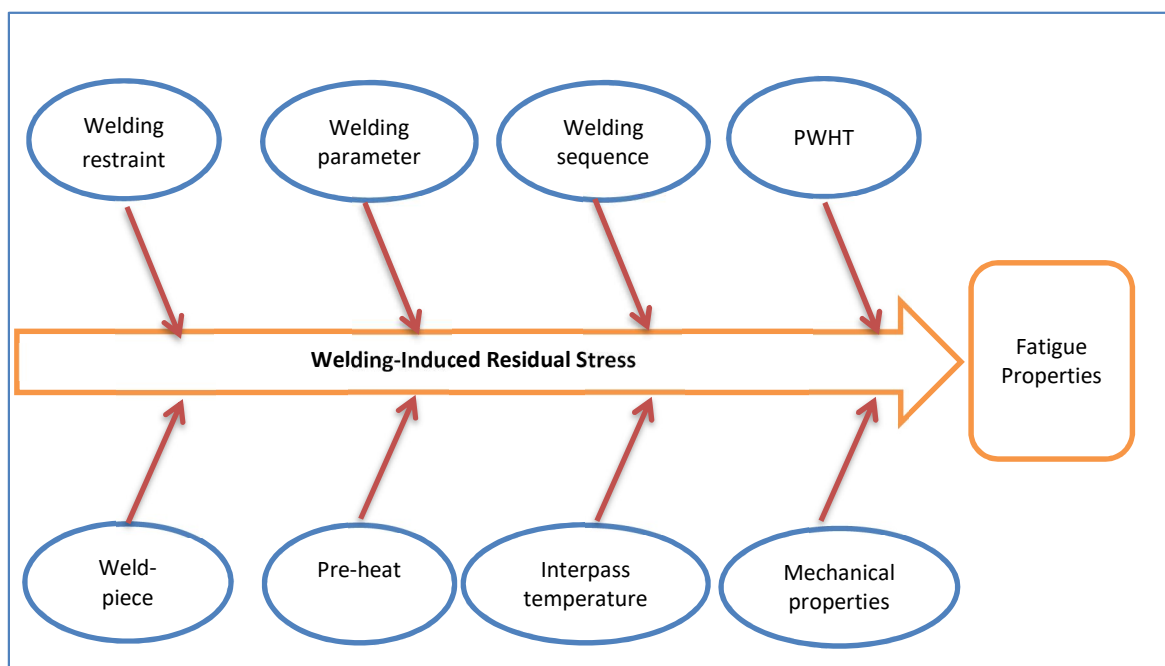 Welding
restraint
Welding
parameter
Welding
sequence
PWHT
Welding-Induced Residual Stress
Fatigue
Properties
Weld-
piece
Pre-heat
Interpass
temperature
Mechanical
properties